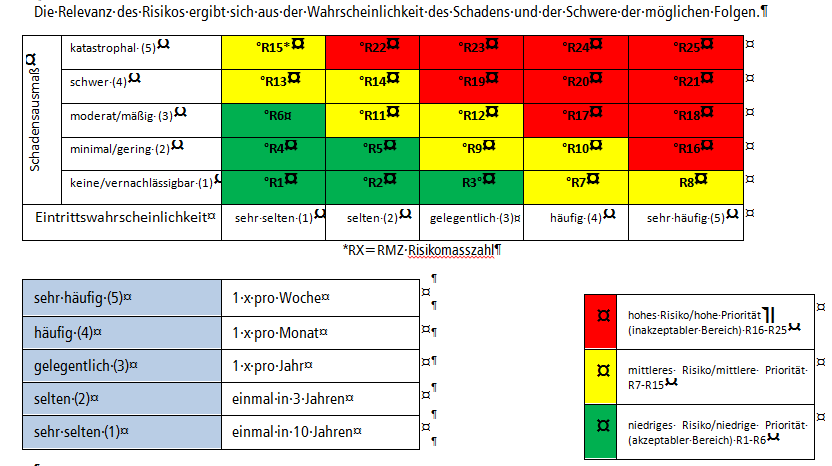 Die Relevanz des Risikos ergibt sich aus der Wahrscheinlichkeit des Schadens und der Schwere der möglichen Folgen.¶
Schadensausmaß¤
katastrophal (5)¤ °R15*¤ °R22¤ °R23¤ °R24¤ °R25¤ ¤
schwer (4)¤ °R13¤ °R14¤ °R19¤ °R20¤ °R21¤ ¤
moderat/mäßig (3)¤ °R6¤ °R11¤ °R12¤ °R17¤ °R18¤ ¤
minimal/gering (2)¤ °R4¤ °R5¤ °R9¤ °R10¤ °R16¤ ¤
keine/vernachlässigbar (1)¤ °R1¤ °R2¤ R3°¤ °R7¤ R8¤ ¤
Eintrittswahrscheinlichkeit¤ sehr selten (1)¤ selten (2)¤ gelegentlich (3)¤ häufig (4)¤ sehr häufig (5)¤ ¤
*RX=RMZ Risikomasszahl¶
sehr häufig (5)¤ 1 x pro Woche¤ ¤
häufig (4)¤ 1 x pro Monat¤ ¤¶
gelegentlich (3)¤ 1 x pro Jahr¤ ¤¶
selten (2)¤ einmal in 3 Jahren¤ ¤
sehr selten (1)¤ einmal in 10 Jahren¤ ¤
¤ hohes Risiko/hohe Priorität¶ ¤
(inakzeptabler Bereich) R16-R25¤
¤ mittleres Risiko/mittlere Priorität ¤
R7-R15¤
¤ niedriges Risiko/niedrige Priorität ¤
(akzeptabler Bereich) R1-R6¤